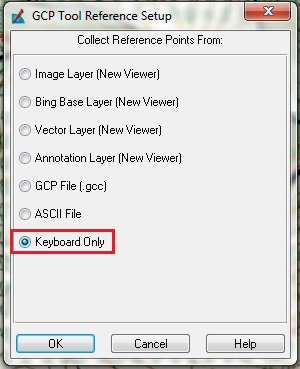 GCP Tool Reference Setup
Collect Reference Points From:
Image Layer (New Viewer)
Bing Base Layer (New Viewer)
Vector Layer (New Viewer)
Annotation Layer (New Viewer)
GCP File (.gcc)
ASCII File
Keyboard Only
OK Cancel Help